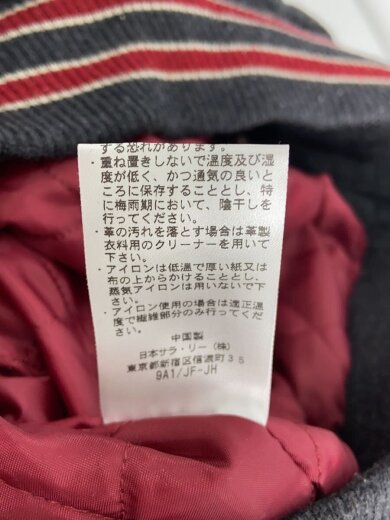 する恐れがあります。
・重ね置きしないで温度及び湿
度が低く、かつ通気の良いと
ころに保存することとし、特
に梅雨期において、陰干しを
行ってください。
・革の汚れを落とす場合は革製
衣料用のクリーナーを用いて
下さい。
・アイロンは低温で厚い紙又は
布の上からかけることとし、
蒸気アイロンは用いないで下
さい。
・アイロン使用の場合は適正温
度で繊維部分のみ行ってくだ
さい。
中国製
日本サラ・リー(株)
東京都新宿区信濃町35
9A1/JF-JH